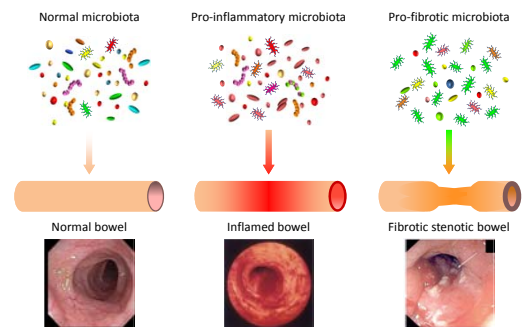 Normal microbiota
Pro-inflammatory microbiota
Pro-fibrotic microbiota
Normal bowel
Inflamed bowel
Fibrotic stenotic bowel